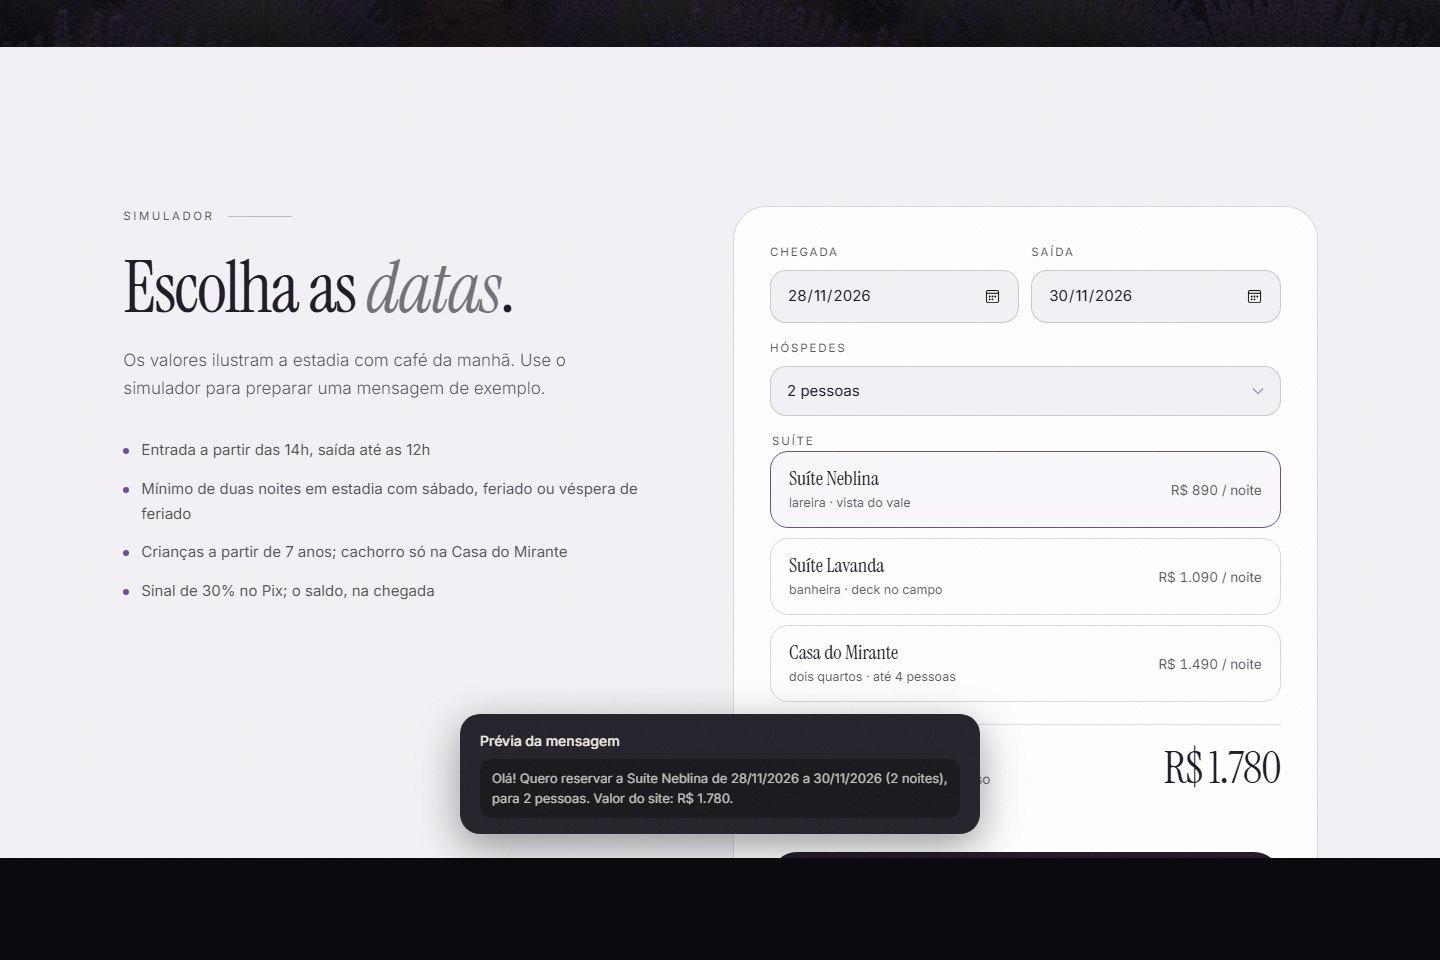 SIMULADOR
Escolha as datas.
Os valores ilustram a estadia com café da manhã. Use o
simulador para preparar uma mensagem de exemplo.
Entrada a partir das 14h, saída até as 12h
Mínimo de duas noites em estadia com sábado, feriado ou véspera de
feriado
Crianças a partir de 7 anos; cachorro só na Casa do Mirante
Sinal de 30% no Pix; o saldo, na chegada
CHEGADA
28/11/2026
SAÍDA
30/11/2026
HÓSPEDES
2 pessoas
SUÍTE
Suíte Neblina
lareira · vista do vale
R$ 890 / noite
Suíte Lavanda
banheira · deck no campo
R$ 1.090 / noite
Casa do Mirante
dois quartos · até 4 pessoas
R$ 1.490 / noite
R$ 1.780
Prévia da mensagem
Olá! Quero reservar a Suíte Neblina de 28/11/2026 a 30/11/2026 (2 noites),
para 2 pessoas. Valor do site: R$ 1.780.